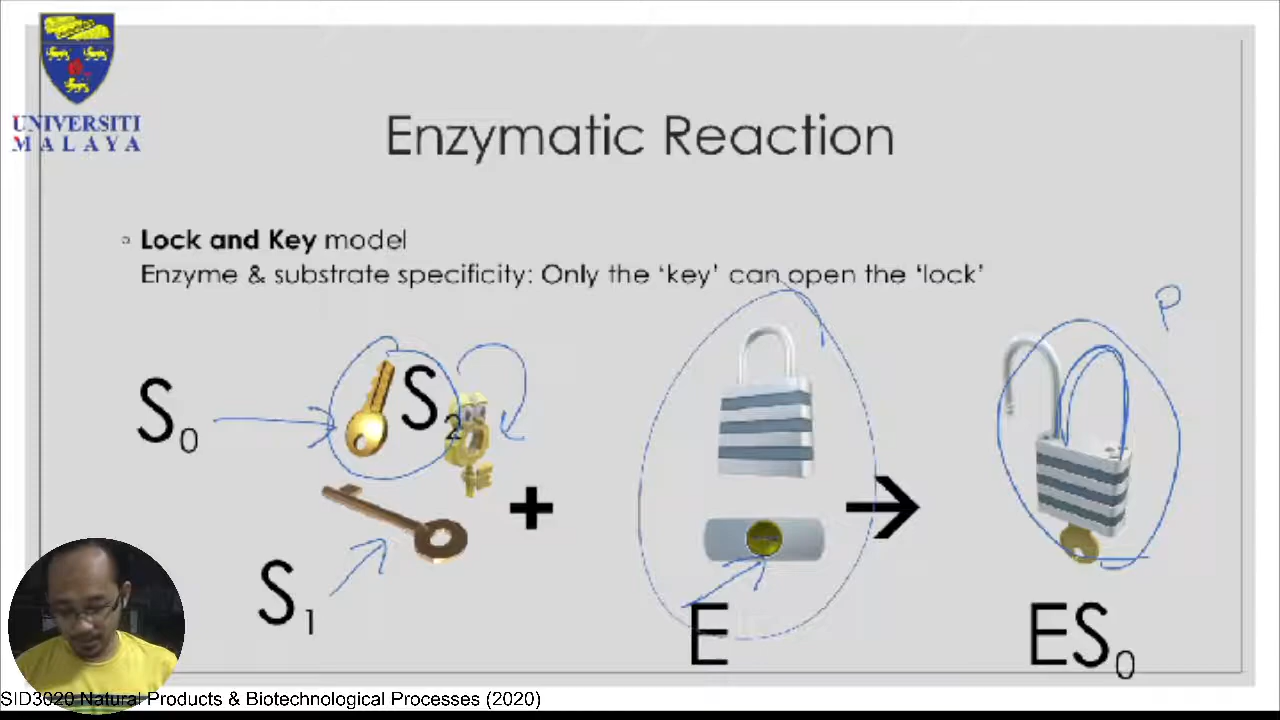 UNIVERSITI
MALAYA
Enzymatic Reaction
Lock and Key model
Enzyme & substrate specificity: Only the ‘key’ can open the ‘lock’
P
S0
S2
+
S1
E
ES0
SID3020 Natural Products & Biotechnological Processes (2020)